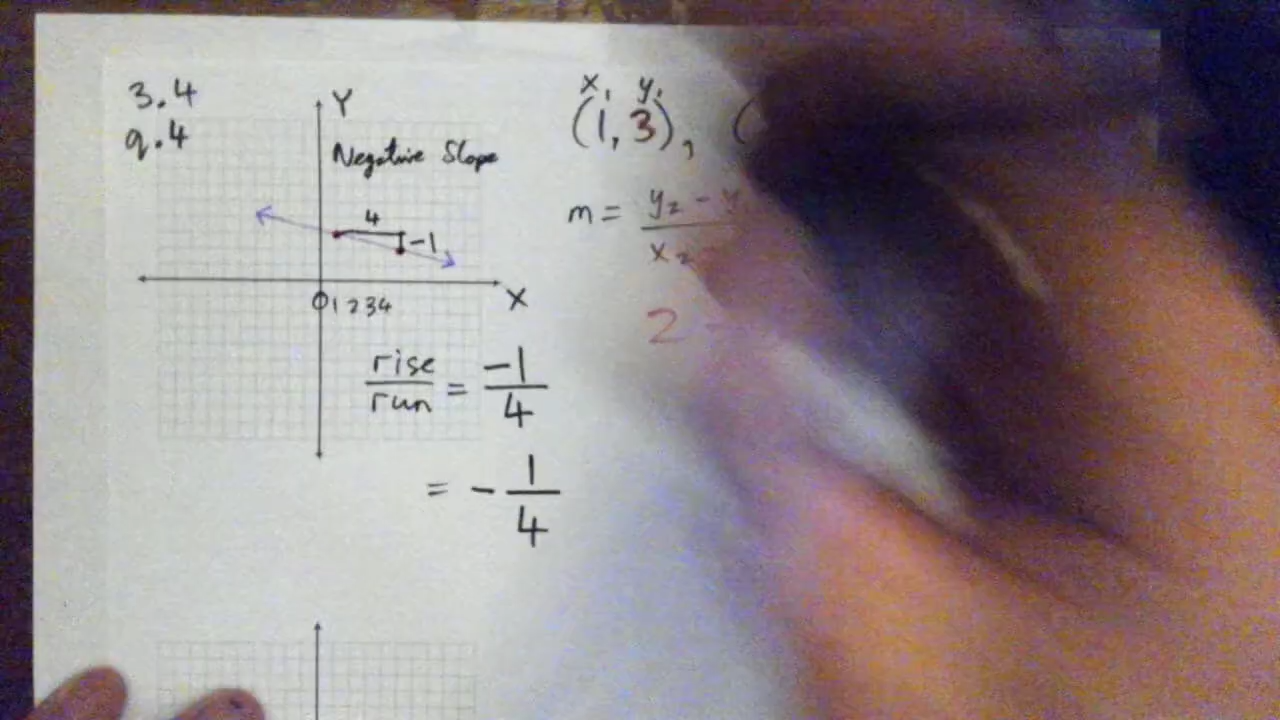 3.4
q.4
Y
Negative Slope
4
-1
X
0 1 2 3 4
rise/run = -1/4
= - 1/4
x₁ y₁
(1, 3), (
m = y₂ - y
x₂
2 -